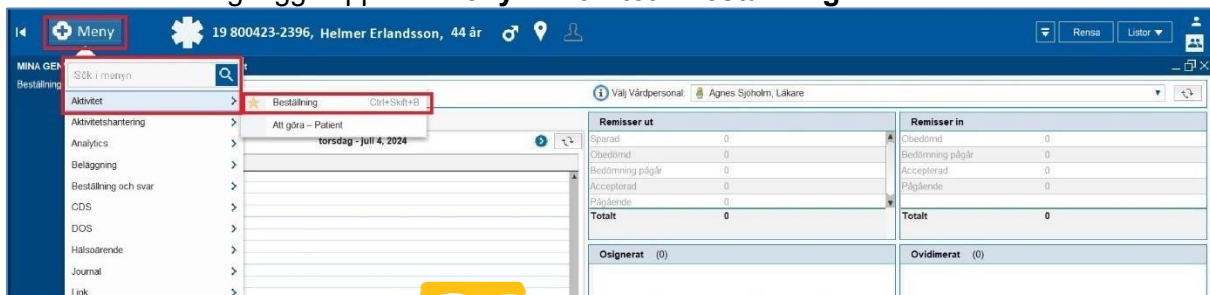 Meny
19 800423-2396, Helmer Erlandsson, 44 år
Rensa
Listor
MINA GEN
Beställning
Sök i menyn
Välj Vårdpersonal: Agnes Sjöholm, Läkare
Aktivitet
Beställning Ctrl+Skift+B
Aktivitetshantering
Att göra – Patient
Analytics
torsdag - juli 4, 2024
Beläggning
Beställning och svar
CDS
DOS
Hälsoärende
Journal
Link
Remisser ut
Sparad 0
Obedömd 0
Bedömning pågår 0
Accepterad 0
Pågående 0
Totalt 0
Remisser in
Obedömd 0
Bedömning pågår 0
Accepterad 0
Pågående 0
Totalt 0
Osignerat (0)
Ovidimerat (0)